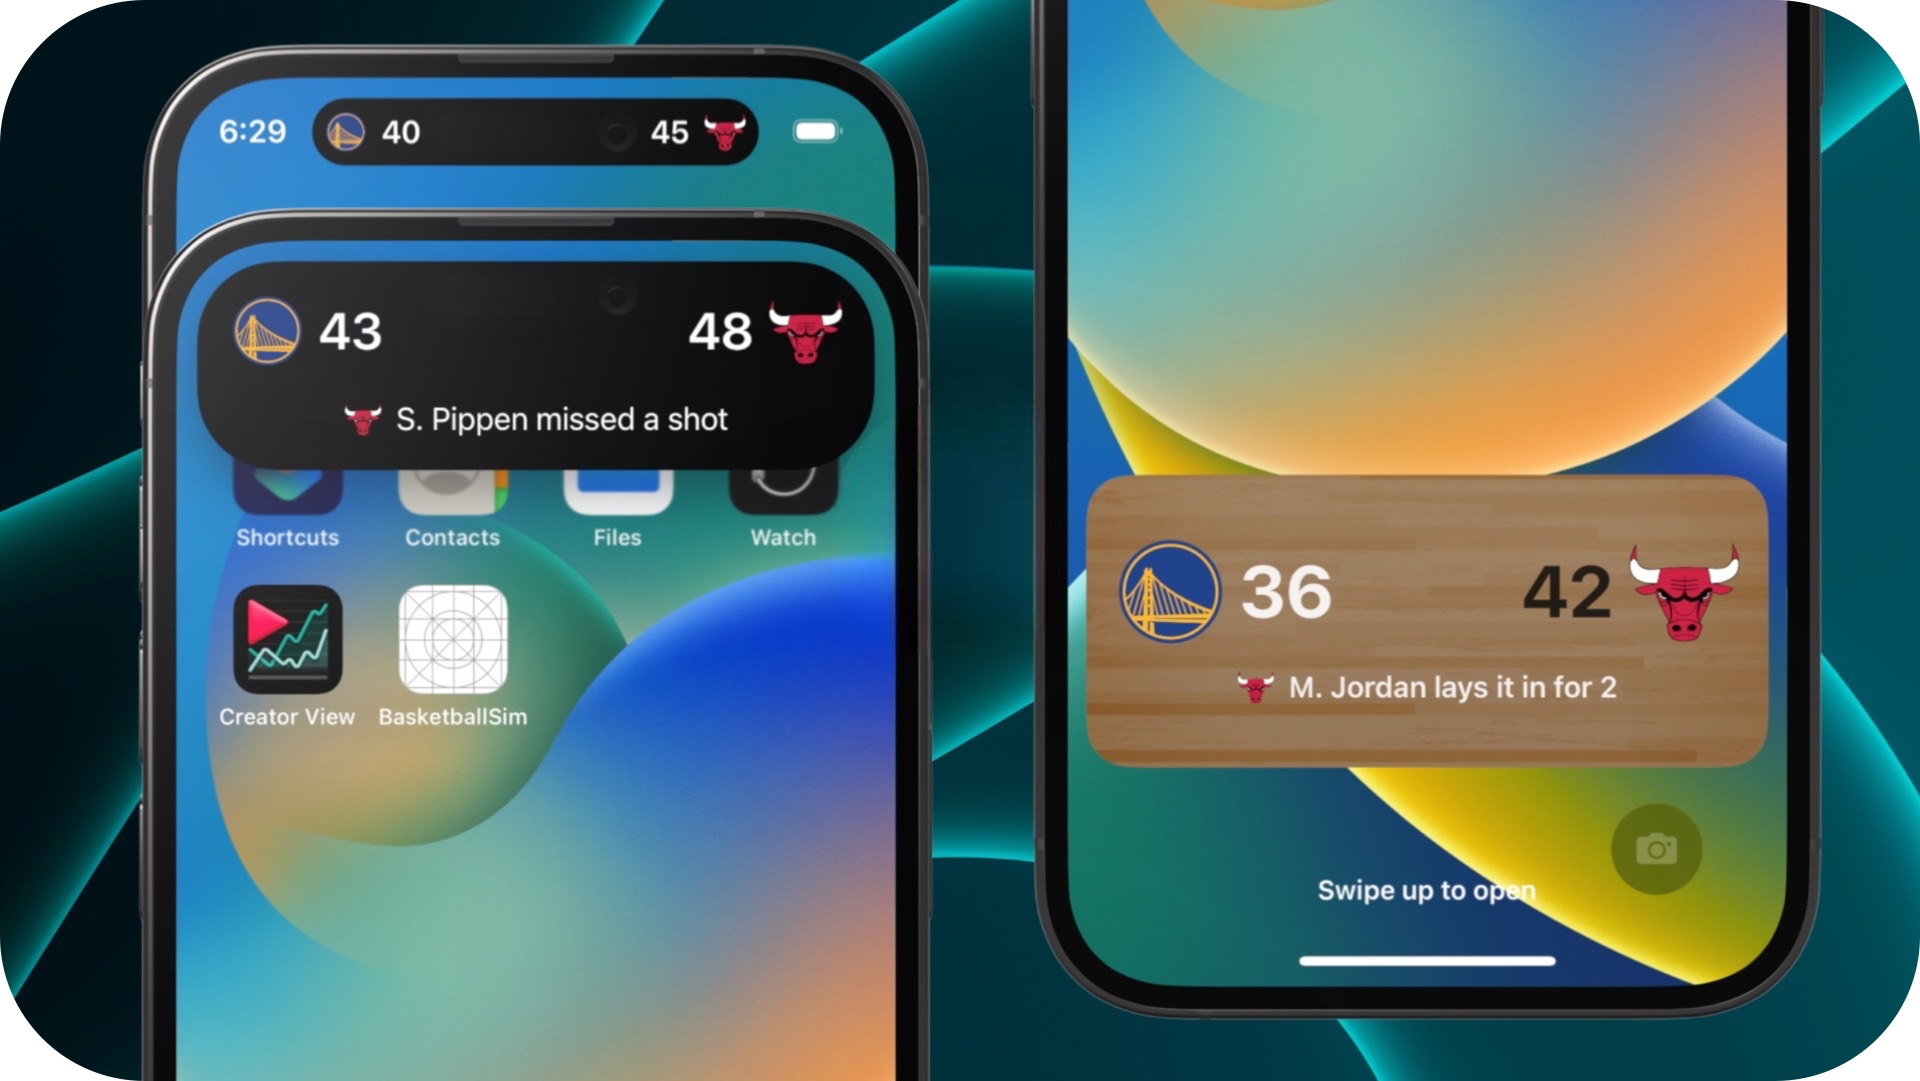 6:29
40
45
43
48
S. Pippen missed a shot
Shortcuts
Contacts
Files
Watch
Creator View
BasketballSim
36
42
M. Jordan lays it in for 2
Swipe up to open